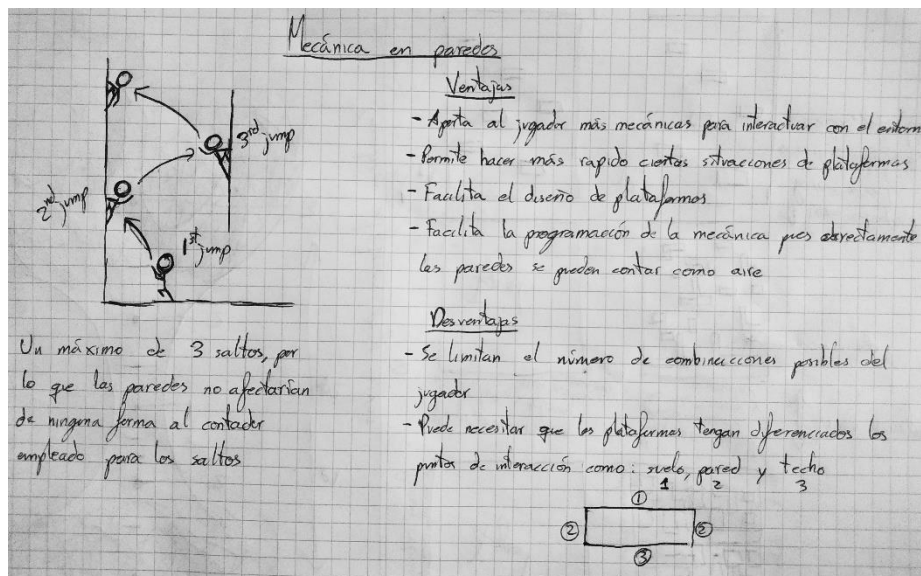 Mecánica en paredes
3rd jump
2nd jump
1st jump
Un máximo de 3 saltos, por
lo que las paredes no afectarían
de ninguna forma al contador
empleado para los saltos
Ventajas
- Aporta al jugador más mecánicas para interactuar con el entorn
- Permite hacer más rapido ciertas situacciones de plataformas
- Facilita el diseño de plataformas
- Facilita la programación de la mecánica pues directamente
las paredes se pueden contar como aire
Desventajas
- Se limitan el número de combinacciones posibles del
jugador
- Puede necesitar que las plataformas tengan diferenciados los
puntos de interacción como: suelo, pared y techo
1 2 3
1
2 2
3